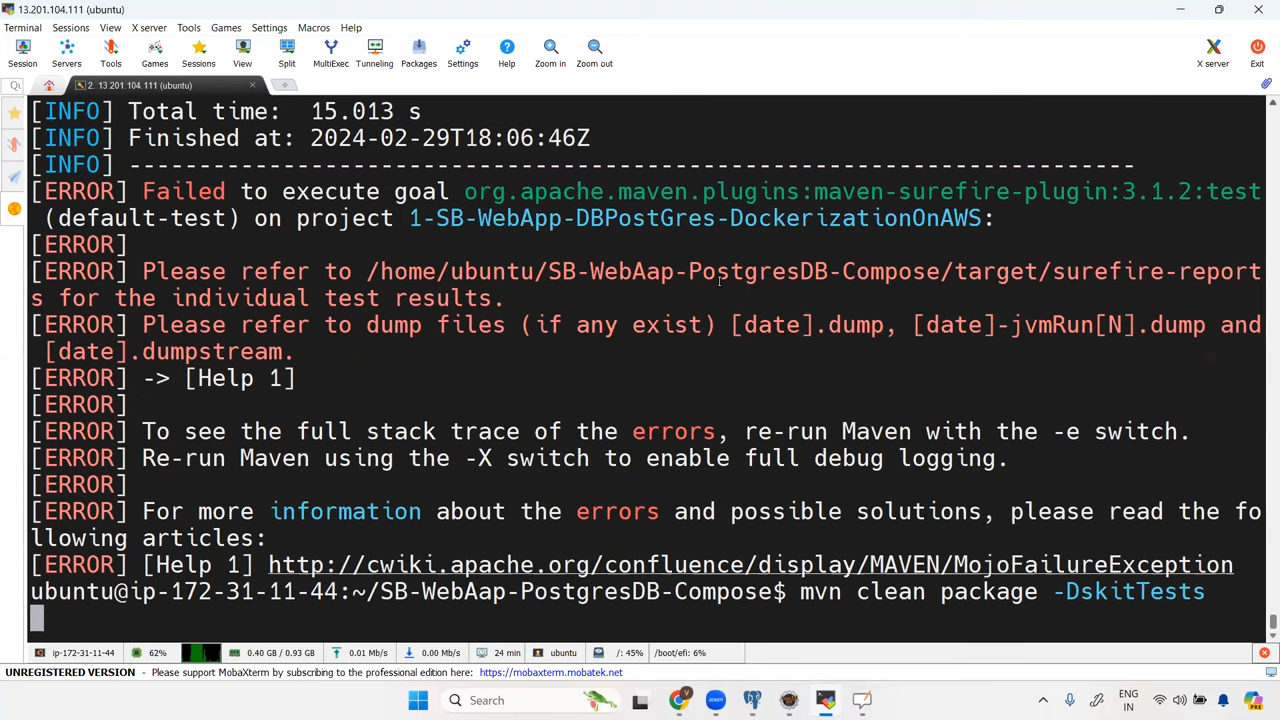 13.201.104.111 (ubuntu)
Terminal Sessions View X server Tools Games Settings Macros Help
Session Servers Tools Games Sessions View Split MultiExec Tunneling Packages Settings Help Zoom in Zoom out X server Exit
Qu 2. 13.201.104.111 (ubuntu)
[INFO] Total time:  15.013 s
[INFO] Finished at: 2024-02-29T18:06:46Z
[INFO] ------------------------------------------------------------------------
[ERROR] Failed to execute goal org.apache.maven.plugins:maven-surefire-plugin:3.1.2:test
(default-test) on project 1-SB-WebApp-DBPostGres-DockerizationOnAWS:
[ERROR]
[ERROR] Please refer to /home/ubuntu/SB-WebAap-PostgresDB-Compose/target/surefire-report
s for the individual test results.
[ERROR] Please refer to dump files (if any exist) [date].dump, [date]-jvmRun[N].dump and
[date].dumpstream.
[ERROR] -> [Help 1]
[ERROR]
[ERROR] To see the full stack trace of the errors, re-run Maven with the -e switch.
[ERROR] Re-run Maven using the -X switch to enable full debug logging.
[ERROR]
[ERROR] For more information about the errors and possible solutions, please read the fo
llowing articles:
[ERROR] [Help 1] http://cwiki.apache.org/confluence/display/MAVEN/MojoFailureException
ubuntu@ip-172-31-11-44:~/SB-WebAap-PostgresDB-Compose$ mvn clean package -DskitTests
ip-172-31-11-44 62% 0.40 GB / 0.93 GB 0.01 Mb/s 0.00 Mb/s 24 min ubuntu /: 45% /boot/efi: 6%
UNREGISTERED VERSION - Please support MobaXterm by subscribing to the professional edition here: https://mobaxterm.mobatek.net
Search ENG
IN PRE